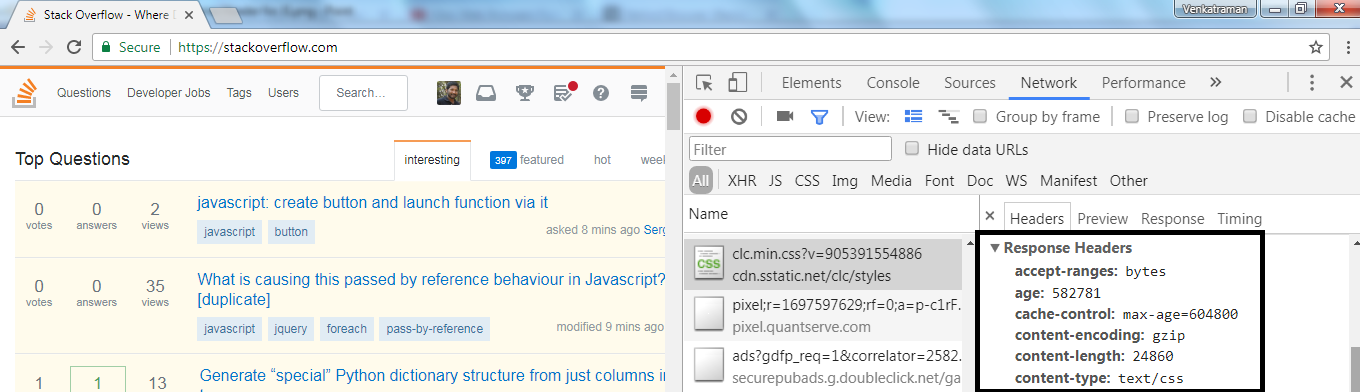 Stack Overflow - Where D
Venkatraman
Secure https://stackoverflow.com
Questions Developer Jobs Tags Users Search... ?
Top Questions interesting 397 featured hot week
0 0 2 javascript: create button and launch function via it
votes answers views javascript button
asked 8 mins ago Serg
0 0 35 What is causing this passed by reference behaviour in Javascript?
votes answers views [duplicate]
javascript jquery foreach pass-by-reference modified 9 mins ago
1 1 13 Generate “special” Python dictionary structure from just columns in
Elements Console Sources Network Performance »
View: Group by frame Preserve log Disable cache
Filter Hide data URLs
All XHR JS CSS Img Media Font Doc WS Manifest Other
Name
CSS clc.min.css?v=905391554886
cdn.sstatic.net/clc/styles
pixel;r=1697597629;rf=0;a=p-c1rF.
pixel.quantserve.com
ads?gdfp_req=1&correlator=2582.
securepubads.g.doubleclick.net/ga
Headers Preview Response Timing
Response Headers
accept-ranges: bytes
age: 582781
cache-control: max-age=604800
content-encoding: gzip
content-length: 24860
content-type: text/css